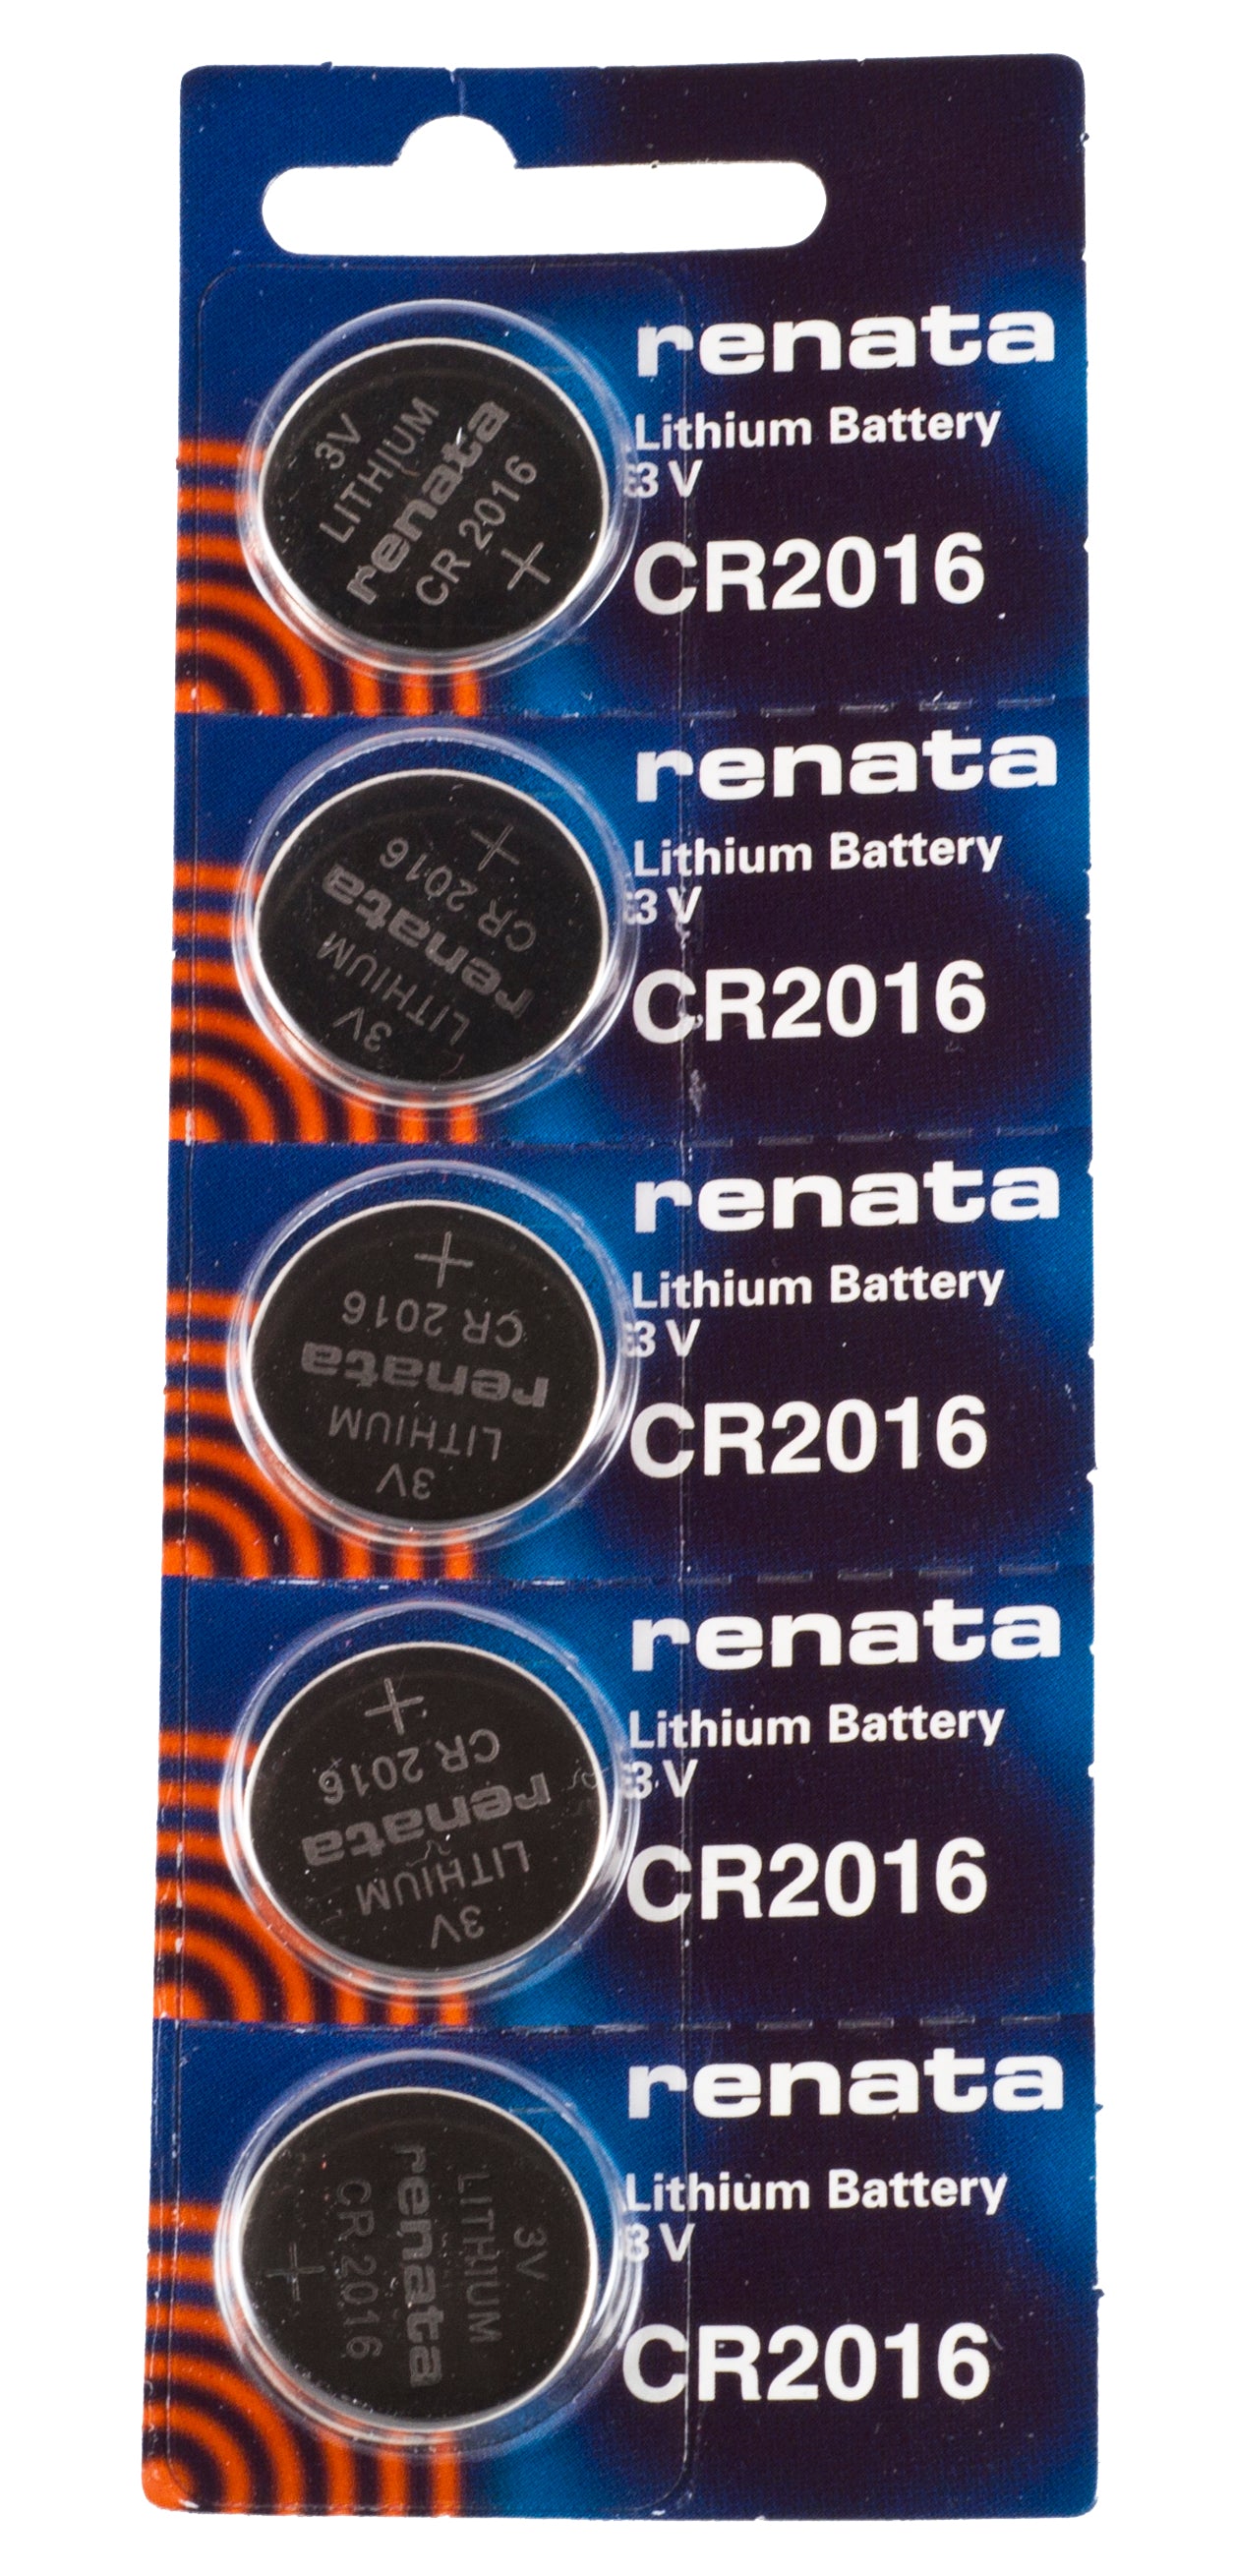 3V
LITHIUM
renata
CR 2016
+
renata
Lithium Battery
3 V
CR2016
+
CR 2016
renata
LITHIUM
3V
renata
Lithium Battery
3 V
CR2016
+
CR 2016
renata
LITHIUM
3V
renata
Lithium Battery
3 V
CR2016
+
CR 2016
renata
LITHIUM
3V
renata
Lithium Battery
3 V
CR2016
3V
LITHIUM
renata
CR 2016
+
renata
Lithium Battery
3 V
CR2016